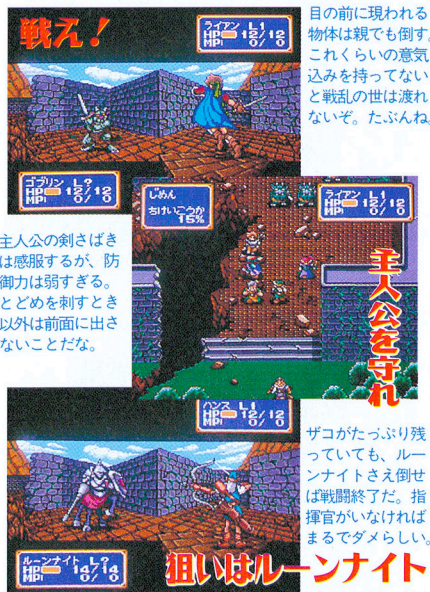 戦え！
ライアン L1
HP 12/12
MP 0/ 0
目の前に現われる
物体は親でも倒す。
これくらいの意気
込みを持ってない
と戦乱の世は渡れ
ないぞ。たぶんね。
ゴブリン L?
HP 12/12
MP 0/ 0
じめん
ちけいこうか
15%
ライアン L1
HP 12/12
MP 0/ 0
主人公の剣さばき
は感服するが、防
御力は弱すぎる。
とどめを刺すとき
以外は前面に出さ
ないことだな。
主人公を守れ
ハンス L1
HP 12/12
MP 0/ 0
ザコがたっぷり残
っていても、ルー
ンナイトさえ倒せ
ば戦闘終了だ。指
揮官がいなければ
まるでダメらしい。
ルーンナイト L?
HP 14/14
MP 0/ 0
狙いはルーンナイト